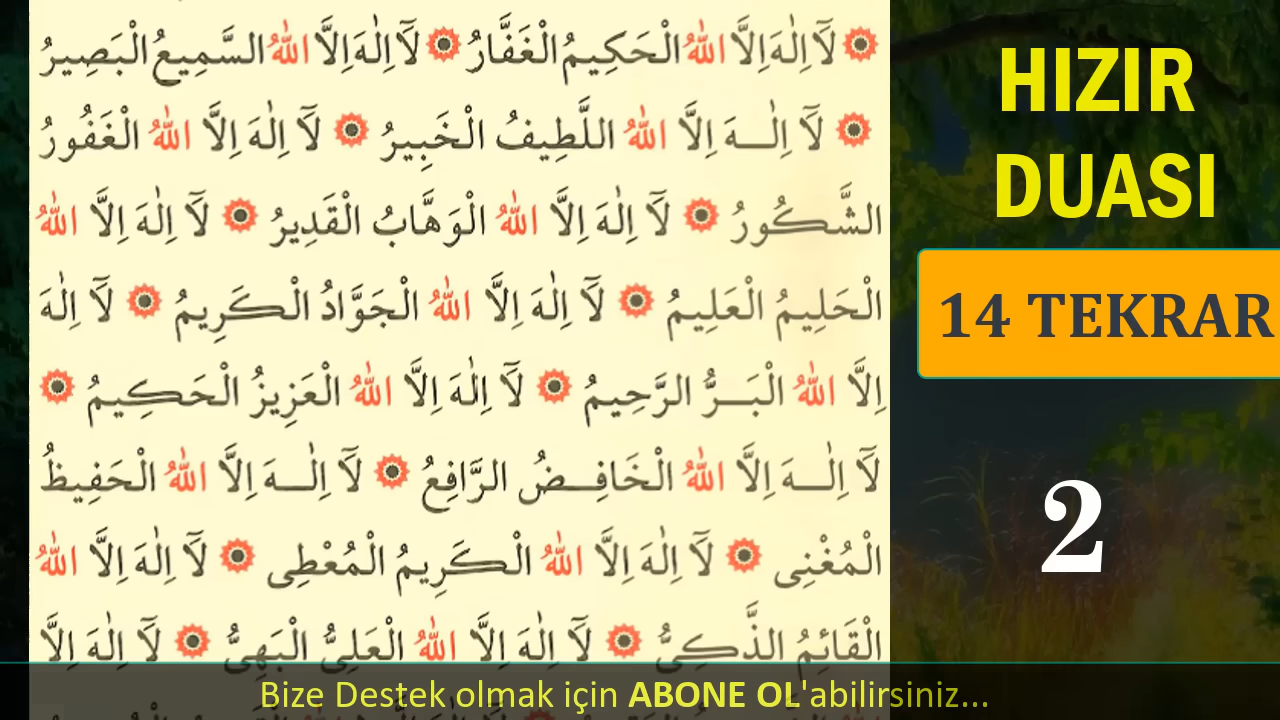 ۞ لَٓا اِلٰهَ اِلَّا اللّٰهُ الْحَكِيمُ الْغَفَّارُ ۞ لَٓا اِلٰهَ اِلَّا اللّٰهُ السَّمِيعُ الْبَصِيرُ
۞ لَٓا اِلٰـهَ اِلَّا اللّٰهُ اللَّطِيفُ الْخَبِيرُ ۞ لَٓا اِلٰهَ اِلَّا اللّٰهُ الْغَفُورُ
الشَّكُورُ ۞ لَٓا اِلٰهَ اِلَّا اللّٰهُ الْوَهَّابُ الْقَدِيرُ ۞ لَٓا اِلٰهَ اِلَّا اللّٰهُ
الْحَلِيمُ الْعَلِيمُ ۞ لَٓا اِلٰهَ اِلَّا اللّٰهُ الْجَوَّادُ الْكَرِيمُ ۞ لَٓا اِلٰهَ
اِلَّا اللّٰهُ الْبَـرُّ الرَّحِيمُ ۞ لَٓا اِلٰهَ اِلَّا اللّٰهُ الْعَزِيزُ الْحَكِيمُ ۞
لَٓا اِلٰـهَ اِلَّا اللّٰهُ الْخَافِـضُ الرَّافِعُ ۞ لَٓا اِلٰـهَ اِلَّا اللّٰهُ الْحَفِيظُ
الْمُغْنِى ۞ لَٓا اِلٰهَ اِلَّا اللّٰهُ الْكَرِيمُ الْمُعْطِى ۞ لَٓا اِلٰهَ اِلَّا اللّٰهُ
الْقَائِمُ الذَّكِىُّ ۞ لَٓا اِلٰهَ اِلَّا اللّٰهُ الْعَلِىُّ الْبَهِىُّ ۞ لَٓا اِلٰهَ اِلَّا
HIZIR
DUASI
14 TEKRAR
2
Bize Destek olmak için ABONE OL'abilirsiniz...